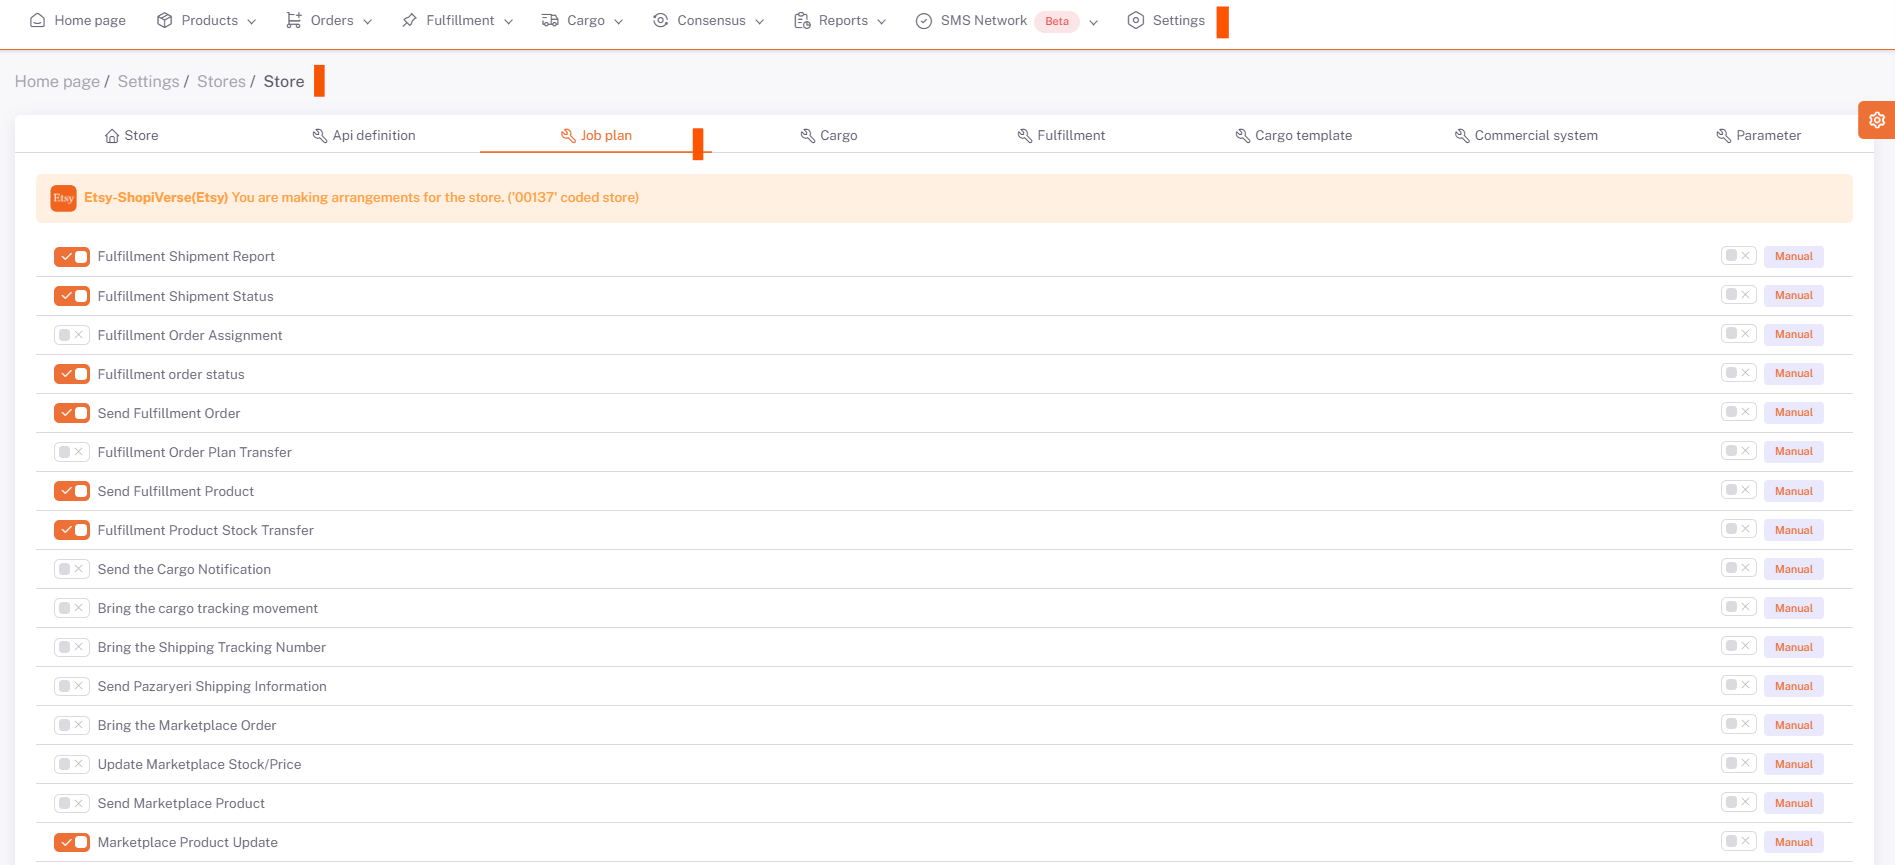 Home page Products Orders Fulfillment Cargo Consensus Reports SMS Network Beta Settings
Home page / Settings / Stores / Store
Store Api definition Job plan Cargo Fulfillment Cargo template Commercial system Parameter
Etsy Etsy-ShopiVerse(Etsy) You are making arrangements for the store. ('00137' coded store)
Fulfillment Shipment Report Manual
Fulfillment Shipment Status Manual
Fulfillment Order Assignment Manual
Fulfillment order status Manual
Send Fulfillment Order Manual
Fulfillment Order Plan Transfer Manual
Send Fulfillment Product Manual
Fulfillment Product Stock Transfer Manual
Send the Cargo Notification Manual
Bring the cargo tracking movement Manual
Bring the Shipping Tracking Number Manual
Send Pazaryeri Shipping Information Manual
Bring the Marketplace Order Manual
Update Marketplace Stock/Price Manual
Send Marketplace Product Manual
Marketplace Product Update Manual